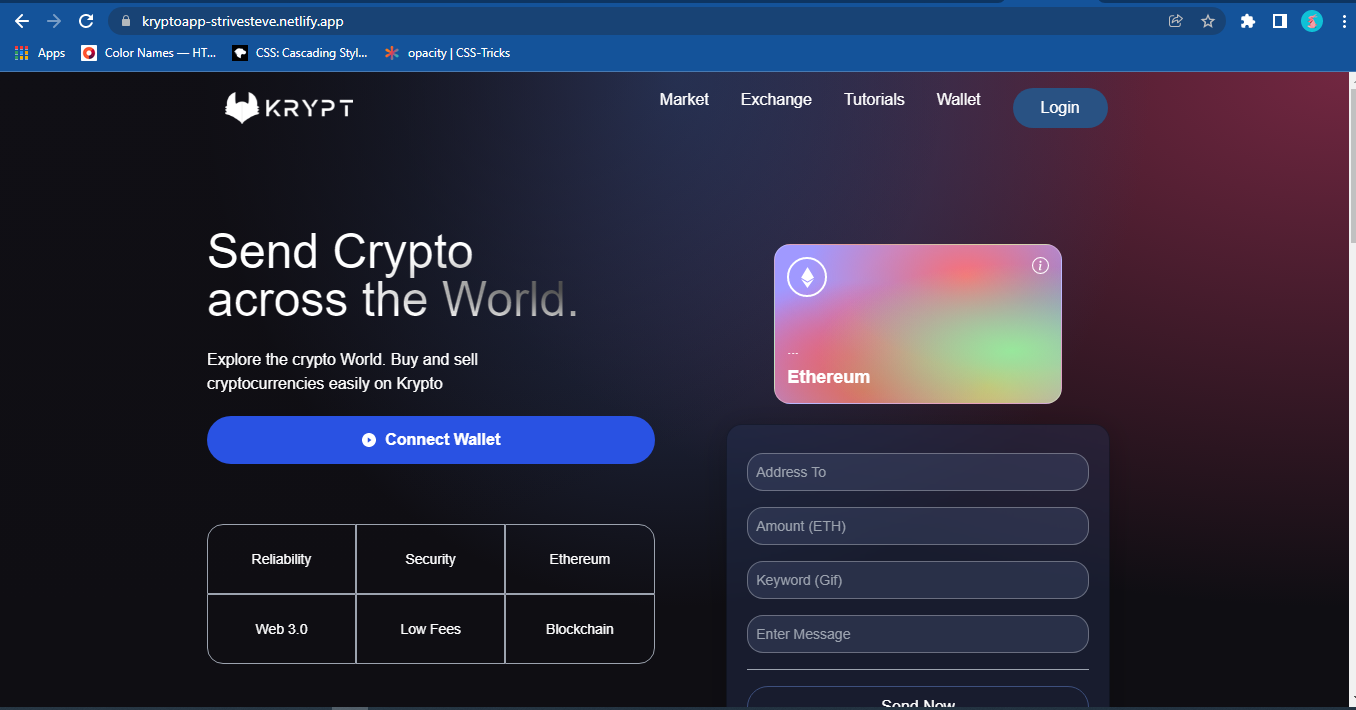 kryptoapp-strivesteve.netlify.app
Apps
Color Names — HT...
CSS: Cascading Styl...
opacity | CSS-Tricks
KRYPT
Market
Exchange
Tutorials
Wallet
Login
Send Crypto
across the World.
Explore the crypto World. Buy and sell
cryptocurrencies easily on Krypto
Connect Wallet
Reliability
Security
Ethereum
Web 3.0
Low Fees
Blockchain
...
Ethereum
Address To
Amount (ETH)
Keyword (Gif)
Enter Message
Send Now